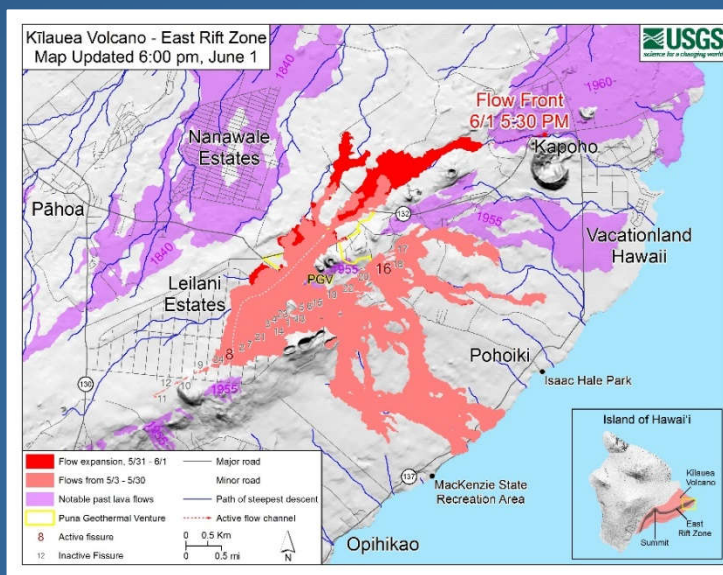 Kīlauea Volcano - East Rift Zone
Map Updated 6:00 pm, June 1
USGS
science for a changing world
1840
1960
Flow Front
6/1 5:30 PM
Nanawale
Estates
Kapoho
Pāhoa
132
1955
Vacationland
Hawaii
1840
Leilani
Estates
PGV
1955
16
8
Pohoiki
Isaac Hale Park
130
1955
11
12
10
MacKenzie State
Recreation Area
137
Opihikao
Flow expansion, 5/31 - 6/1
Flows from 5/3 - 5/30
Notable past lava flows
Puna Geothermal Venture
8 Active fissure
12 Inactive Fissure
Major road
Minor road
Path of steepest descent
Active flow channel
0 0.5 Km
0 0.5 mi
N
Island of Hawai'i
Kīlauea
Volcano
East
Rift Zone
Summit